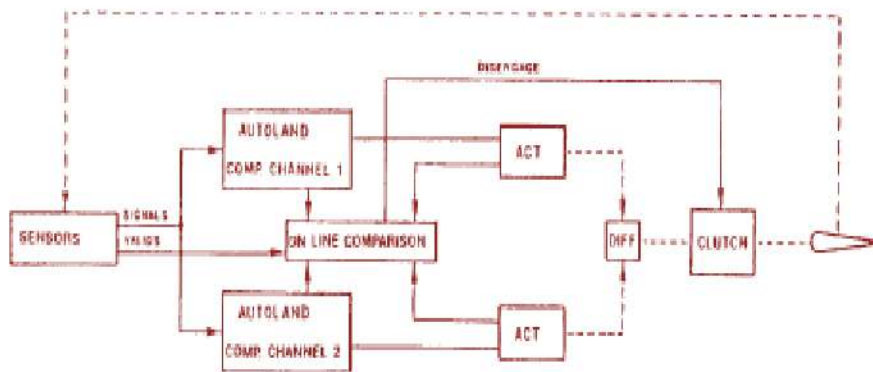 DISENGAGE
AUTOLAND
COMP. CHANNEL 1
ACT
SIGNALS
SENSORS
VALIDS
ON LINE COMPARISON
DIFF
CLUTCH
AUTOLAND
COMP. CHANNEL 2
ACT